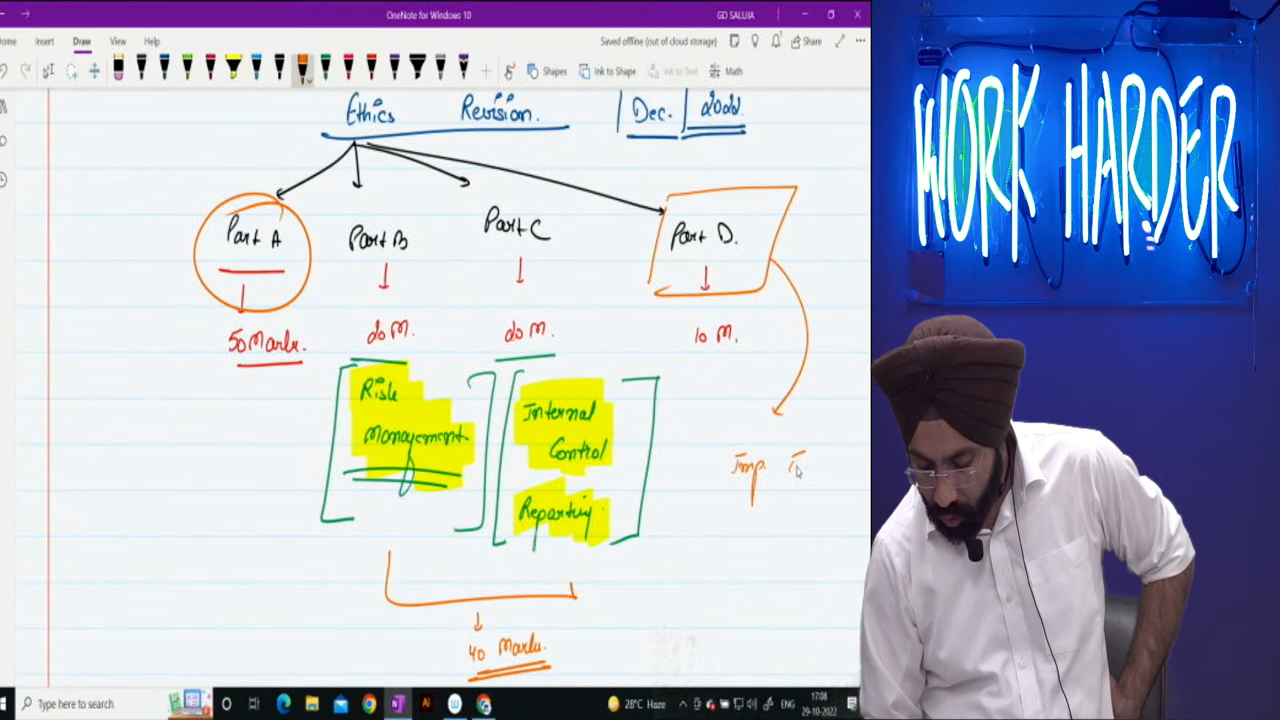 OneNote for Windows 10
GD SALUJA
Insert Draw View Help
Saved offline (out of cloud storage)
Share
Shapes
Ink to Shape
Ink to Text
Math
Ethics Revision. | Dec. | 2022.
Part A
Part B
Part C
Part D.
50 Marks.
20 M.
20 M.
10 M.
Risk
Management
Internal
Control
Reporting.
Imp.
40 Marks.
WORK HARDER
Type here to search
28°C Haze
ENG
17:08
29-10-2022